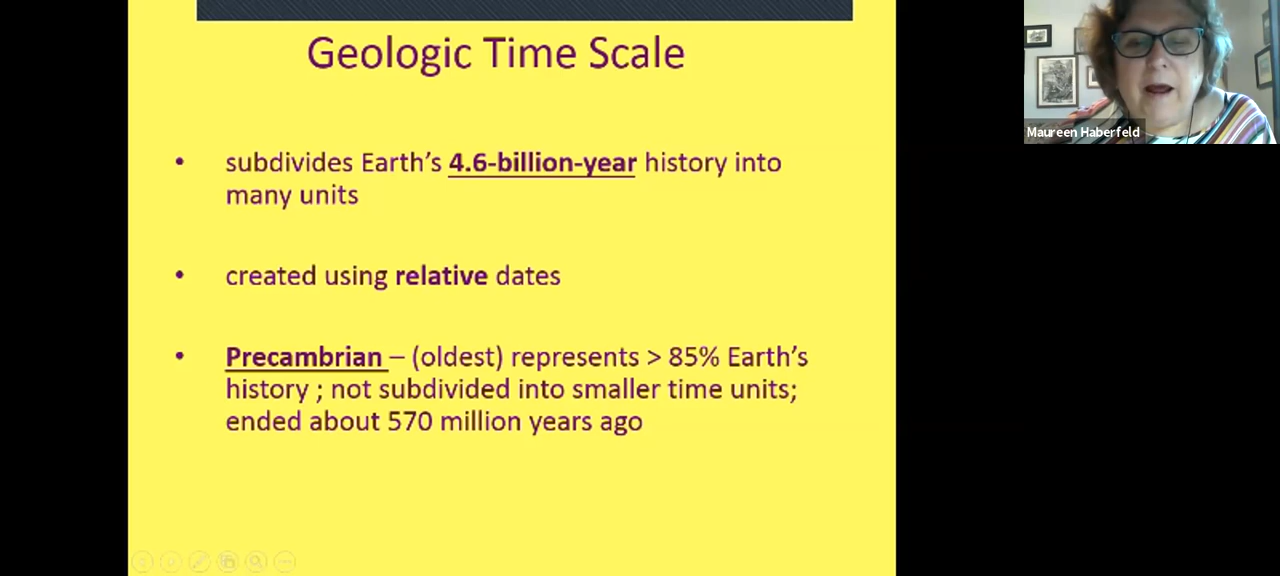 Geologic Time Scale
• subdivides Earth’s 4.6-billion-year history into
many units
• created using relative dates
• Precambrian – (oldest) represents > 85% Earth’s
history ; not subdivided into smaller time units;
ended about 570 million years ago
Maureen Haberfeld